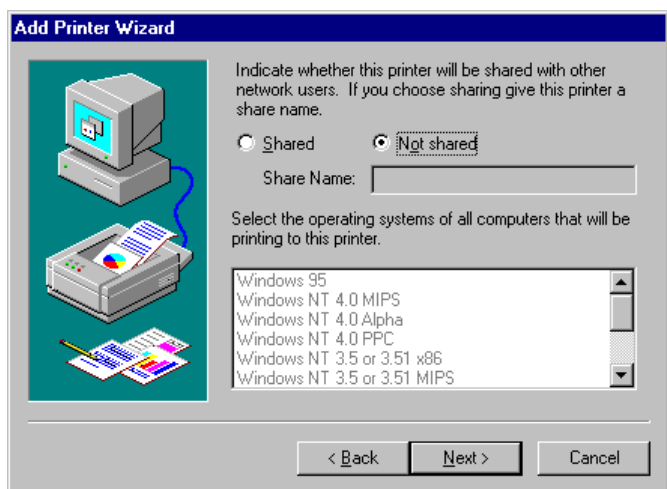 Add Printer Wizard
Indicate whether this printer will be shared with other
network users. If you choose sharing give this printer a
share name.
Shared Not shared
Share Name:
Select the operating systems of all computers that will be
printing to this printer.
Windows 95
Windows NT 4.0 MIPS
Windows NT 4.0 Alpha
Windows NT 4.0 PPC
Windows NT 3.5 or 3.51 x86
Windows NT 3.5 or 3.51 MIPS
< Back Next > Cancel